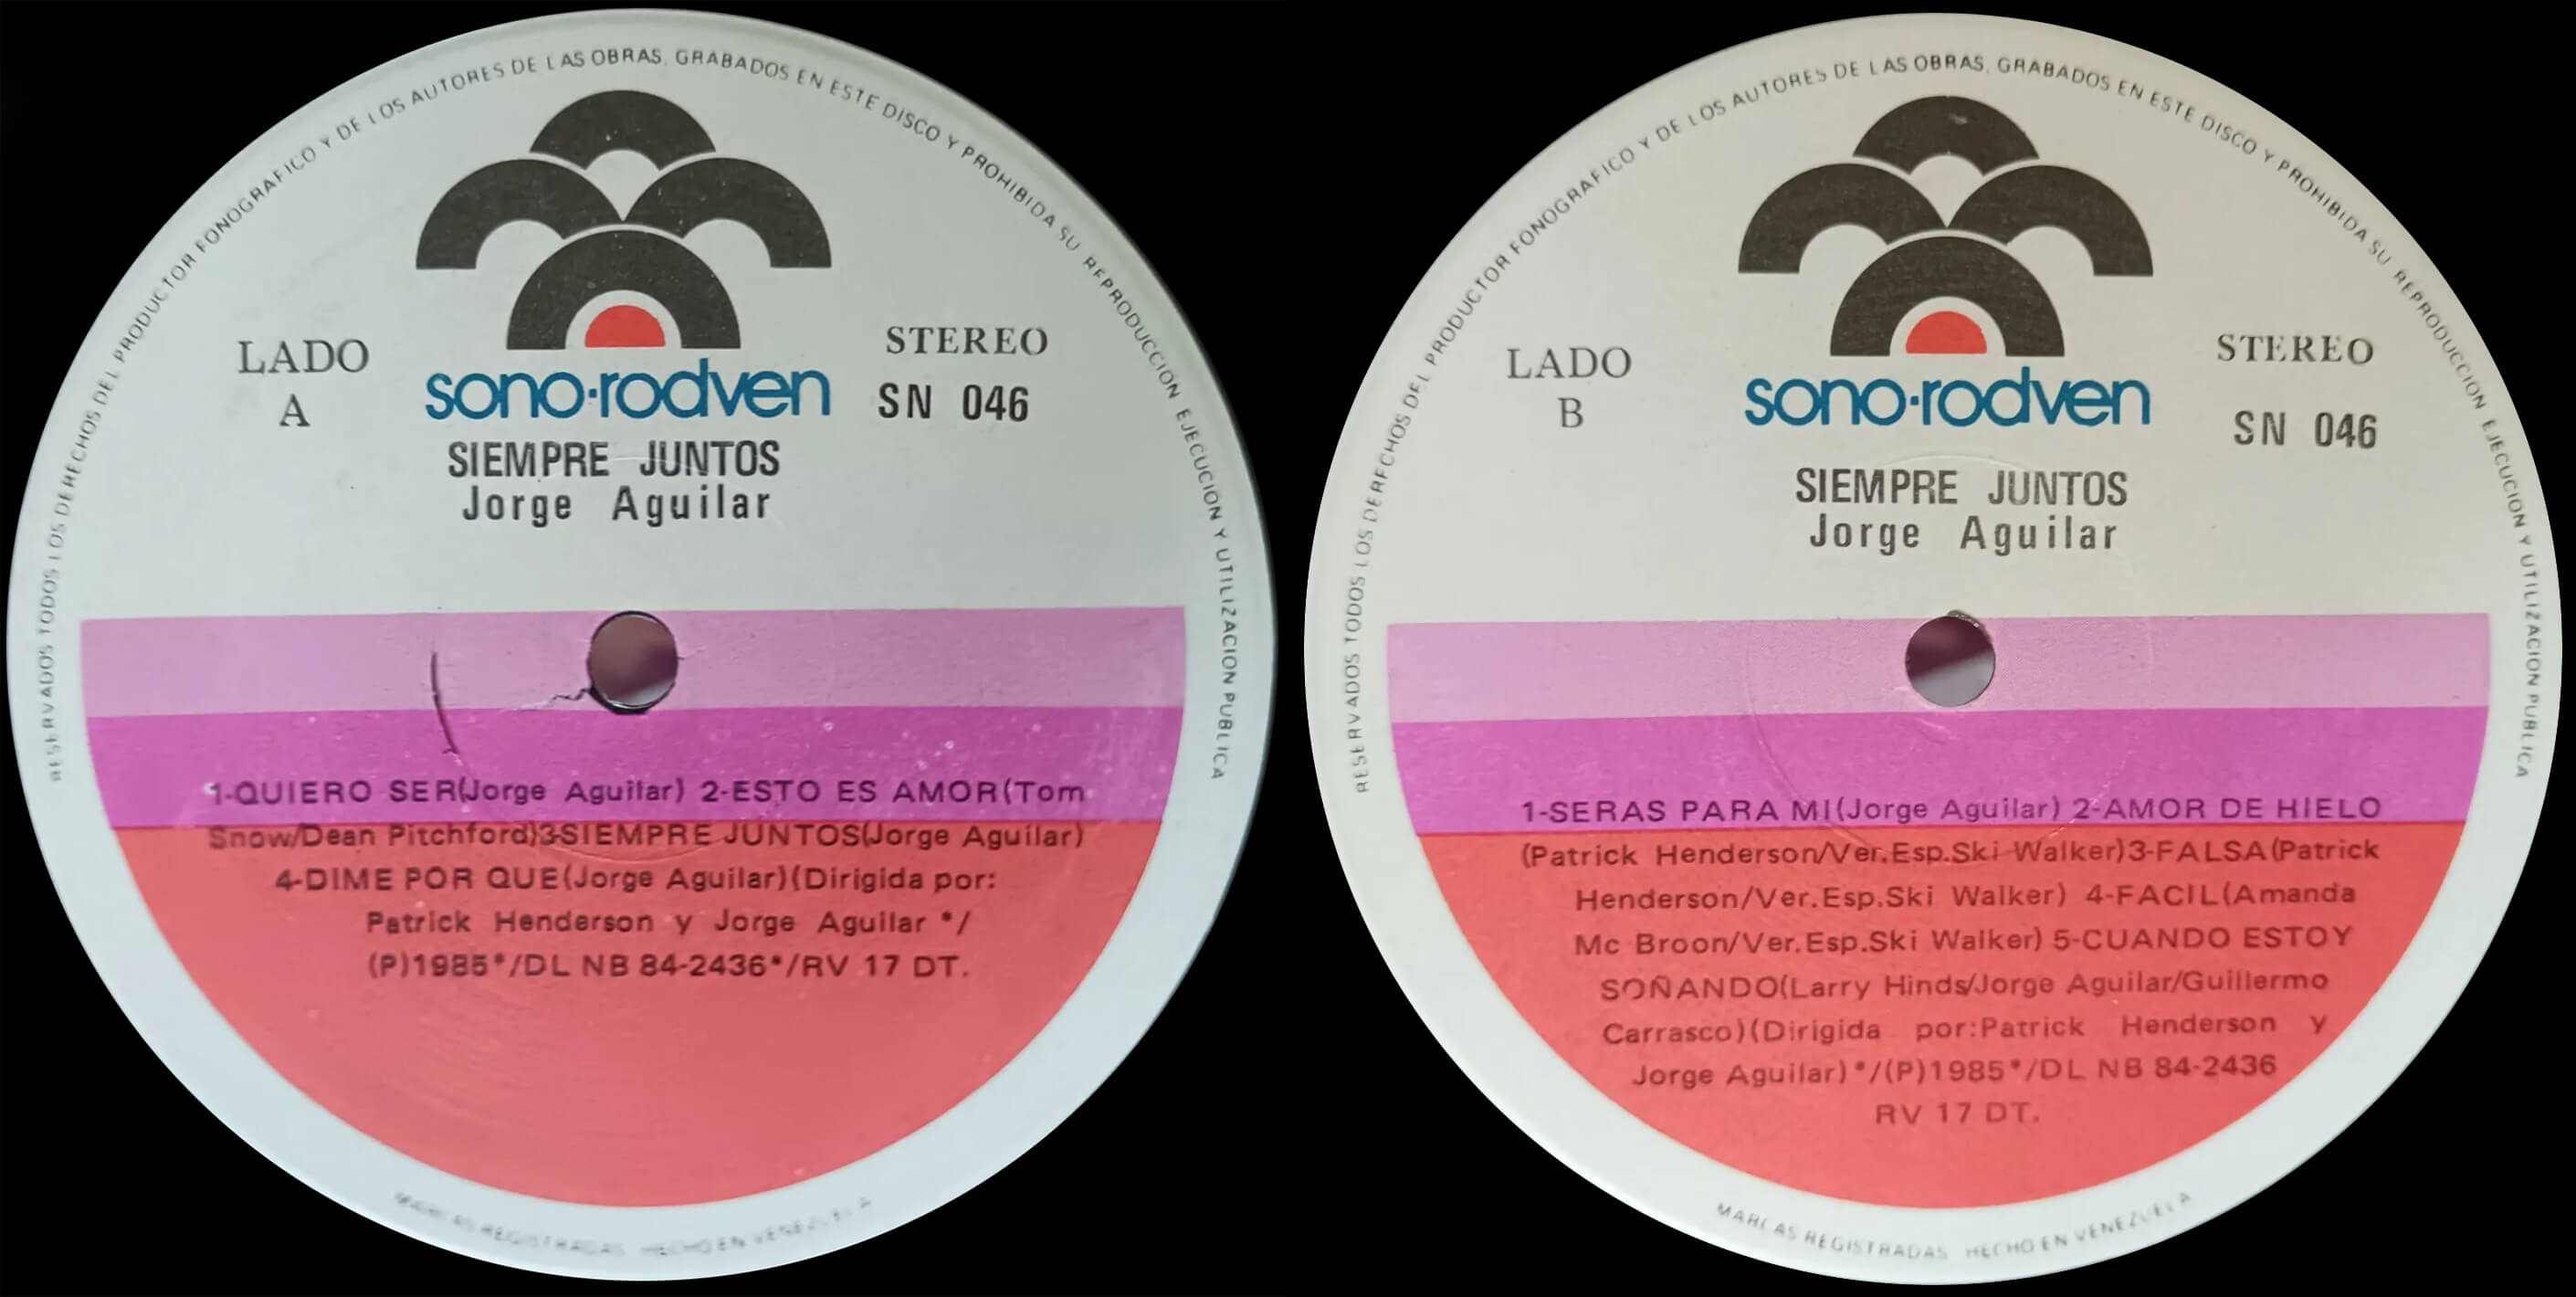 RESERVADOS TODOS LOS DERECHOS DEL PRODUCTOR FONOGRAFICO Y DE LOS AUTORES DE LAS OBRAS. GRABADOS EN ESTE DISCO Y PROHIBIDA SU REPRODUCCION EJECUCION Y UTILIZACION PUBLICA
LADO
A
sono·rodven
STEREO
SN 046
SIEMPRE JUNTOS
Jorge Aguilar
1-QUIERO SER(Jorge Aguilar) 2-ESTO ES AMOR(Tom
Snow/Dean Pitchford)3-SIEMPRE JUNTOS(Jorge Aguilar)
4-DIME POR QUE(Jorge Aguilar)(Dirigida por:
Patrick Henderson y Jorge Aguilar */
(P)1985*/DL NB 84-2436*/RV 17 DT.
MARCAS REGISTRADAS HECHO EN VENEZUELA
RESERVADOS TODOS LOS DERECHOS DEL PRODUCTOR FONOGRAFICO Y DE LOS AUTORES DE LAS OBRAS. GRABADOS EN ESTE DISCO Y PROHIBIDA SU REPRODUCCION EJECUCION Y UTILIZACION PUBLICA
LADO
B
sono·rodven
STEREO
SN 046
SIEMPRE JUNTOS
Jorge Aguilar
1-SERAS PARA MI(Jorge Aguilar) 2-AMOR DE HIELO
(Patrick Henderson/Ver.Esp.Ski Walker)3-FALSA(Patrick
Henderson/Ver.Esp.Ski Walker) 4-FACIL(Amanda
Mc Broon/Ver.Esp.Ski Walker) 5-CUANDO ESTOY
SOÑANDO(Larry Hinds/Jorge Aguilar/Guillermo
Carrasco)(Dirigida por:Patrick Henderson y
Jorge Aguilar)*/(P)1985*/DL NB 84-2436
RV 17 DT.
MARCAS REGISTRADAS HECHO EN VENEZUELA